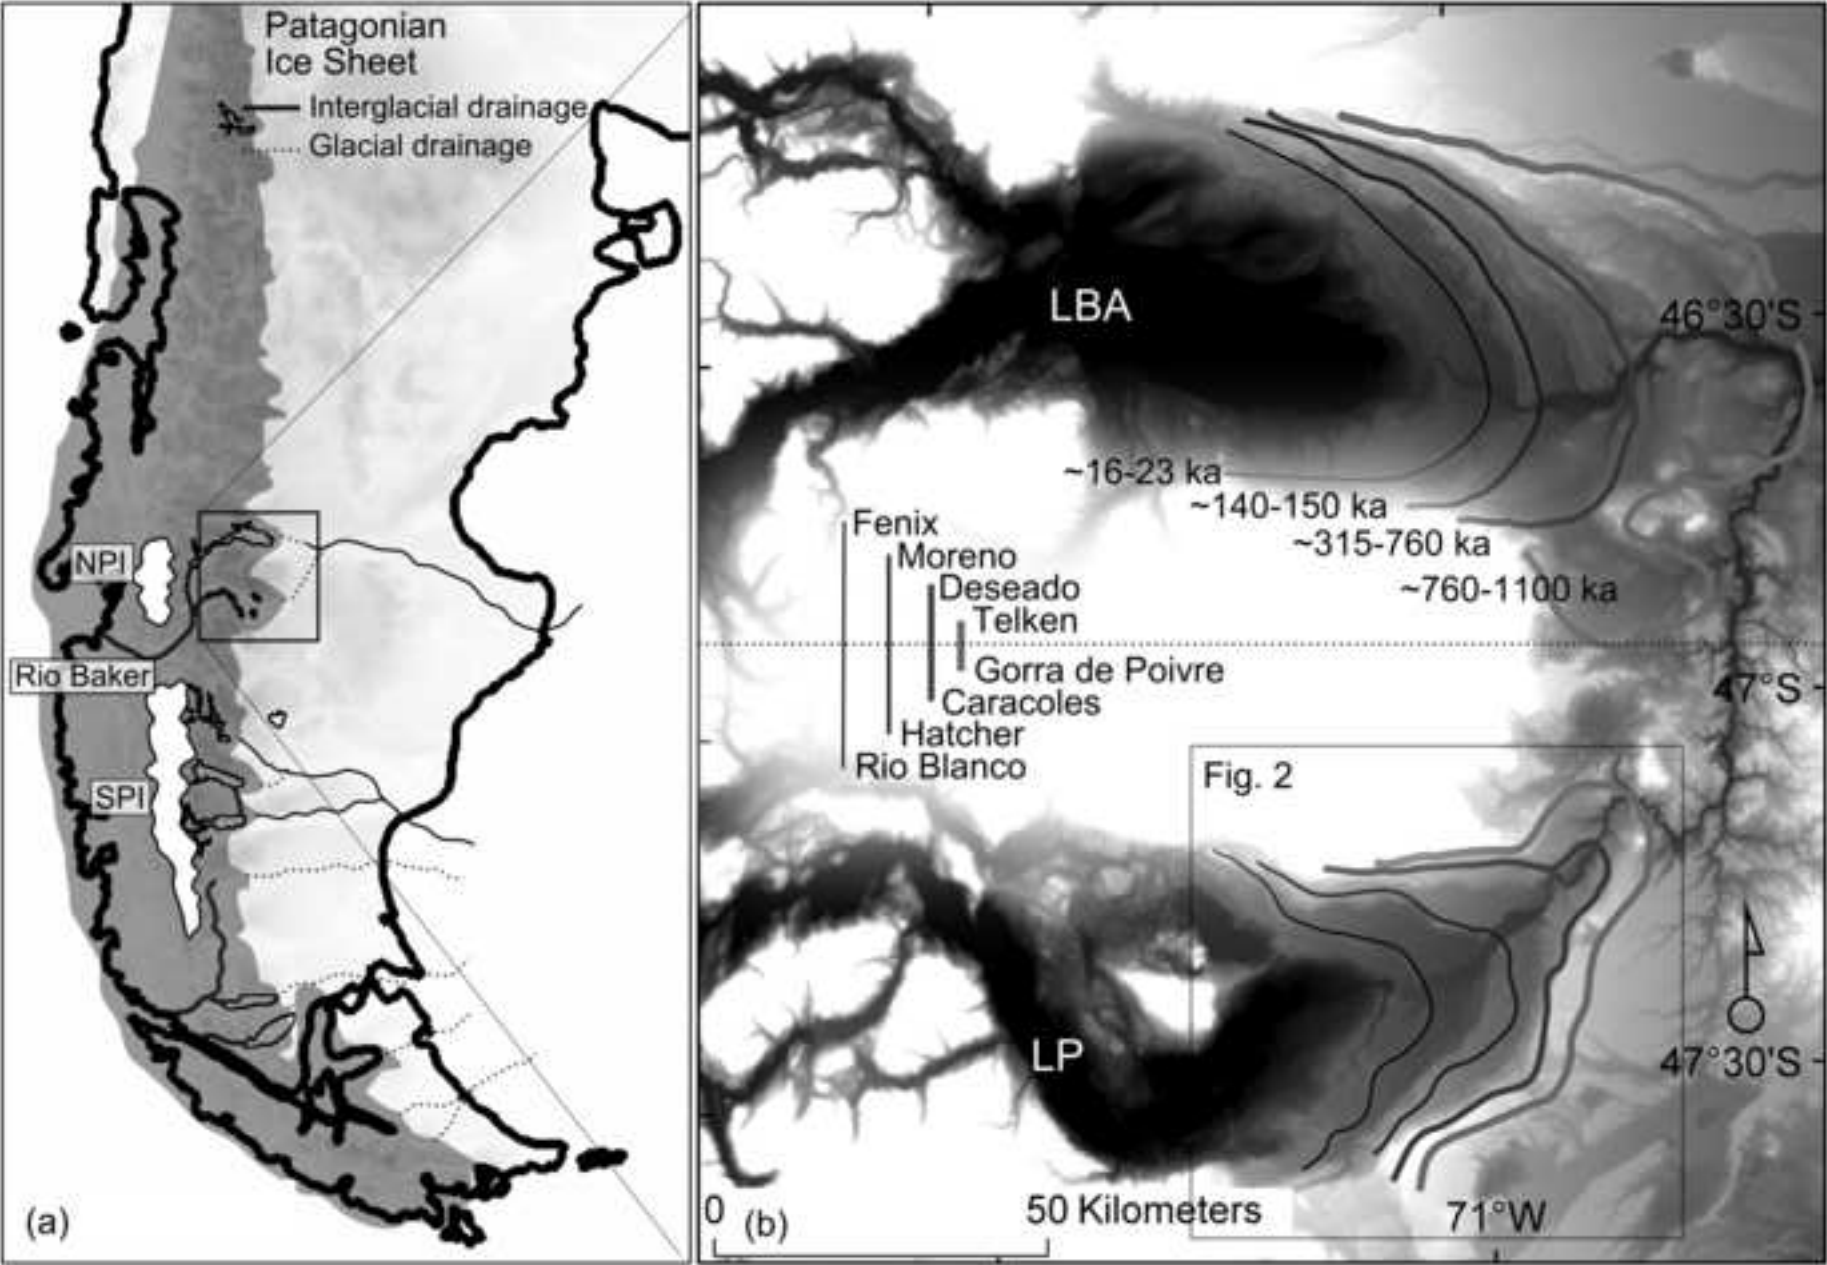 Patagonian
Ice Sheet
Interglacial drainage
Glacial drainage
NPI
Rio Baker
SPI
(a)
LBA
46°30'S
~16-23 ka
~140-150 ka
~315-760 ka
~760-1100 ka
Fenix
Moreno
Deseado
Telken
Gorra de Poivre
Caracoles
Hatcher
Rio Blanco
47°S
Fig. 2
LP
47°30'S
0
50 Kilometers
71°W
(b)